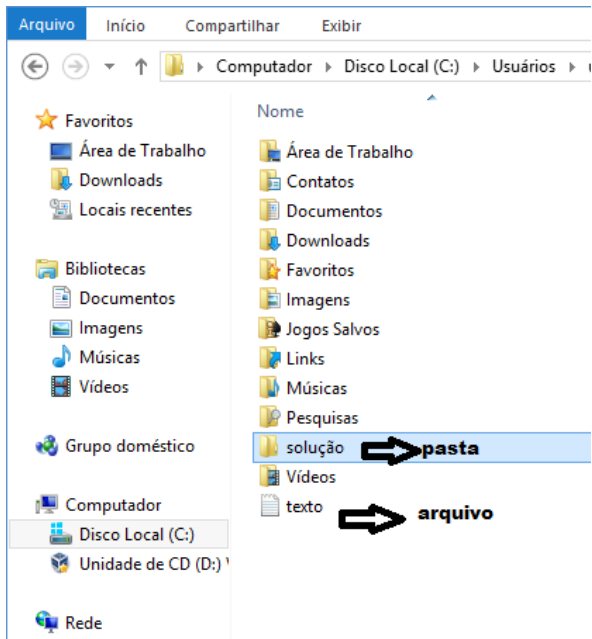 Arquivo Início Compartilhar Exibir
Computador Disco Local (C:) Usuários
Nome
Favoritos
Área de Trabalho
Downloads
Locais recentes
Bibliotecas
Documentos
Imagens
Músicas
Vídeos
Grupo doméstico
Computador
Disco Local (C:)
Unidade de CD (D:)
Rede
Área de Trabalho
Contatos
Documentos
Downloads
Favoritos
Imagens
Jogos Salvos
Links
Músicas
Pesquisas
solução pasta
Vídeos
texto arquivo